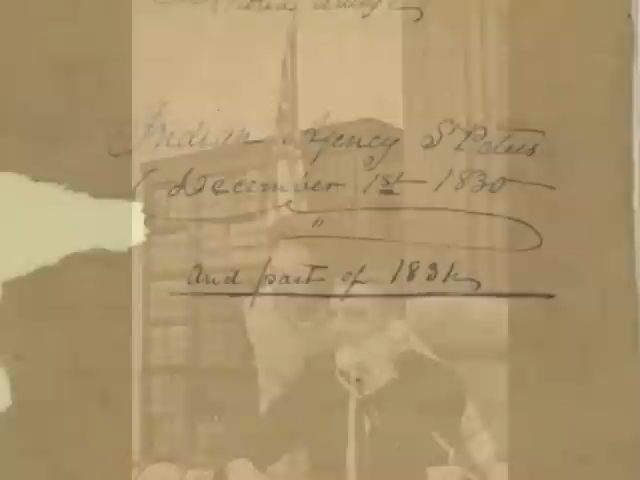 Indian Agency St Peters
December 1st 1830
"
and part of 1831